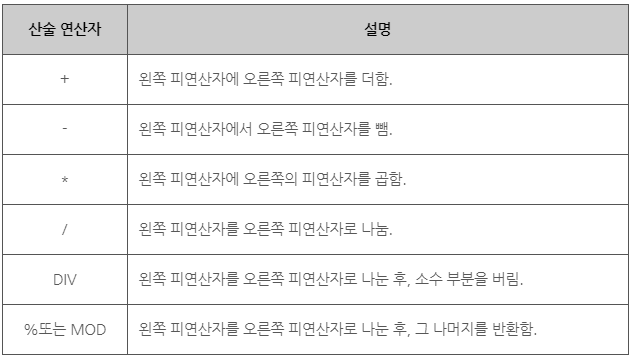 산술 연산자 설명
+ 왼쪽 피연산자에 오른쪽 피연산자를 더함.
- 왼쪽 피연산자에서 오른쪽 피연산자를 뺌.
* 왼쪽 피연산자에 오른쪽의 피연산자를 곱함.
/ 왼쪽 피연산자를 오른쪽 피연산자로 나눔.
DIV 왼쪽 피연산자를 오른쪽 피연산자로 나눈 후, 소수 부분을 버림.
%또는 MOD 왼쪽 피연산자를 오른쪽 피연산자로 나눈 후, 그 나머지를 반환함.